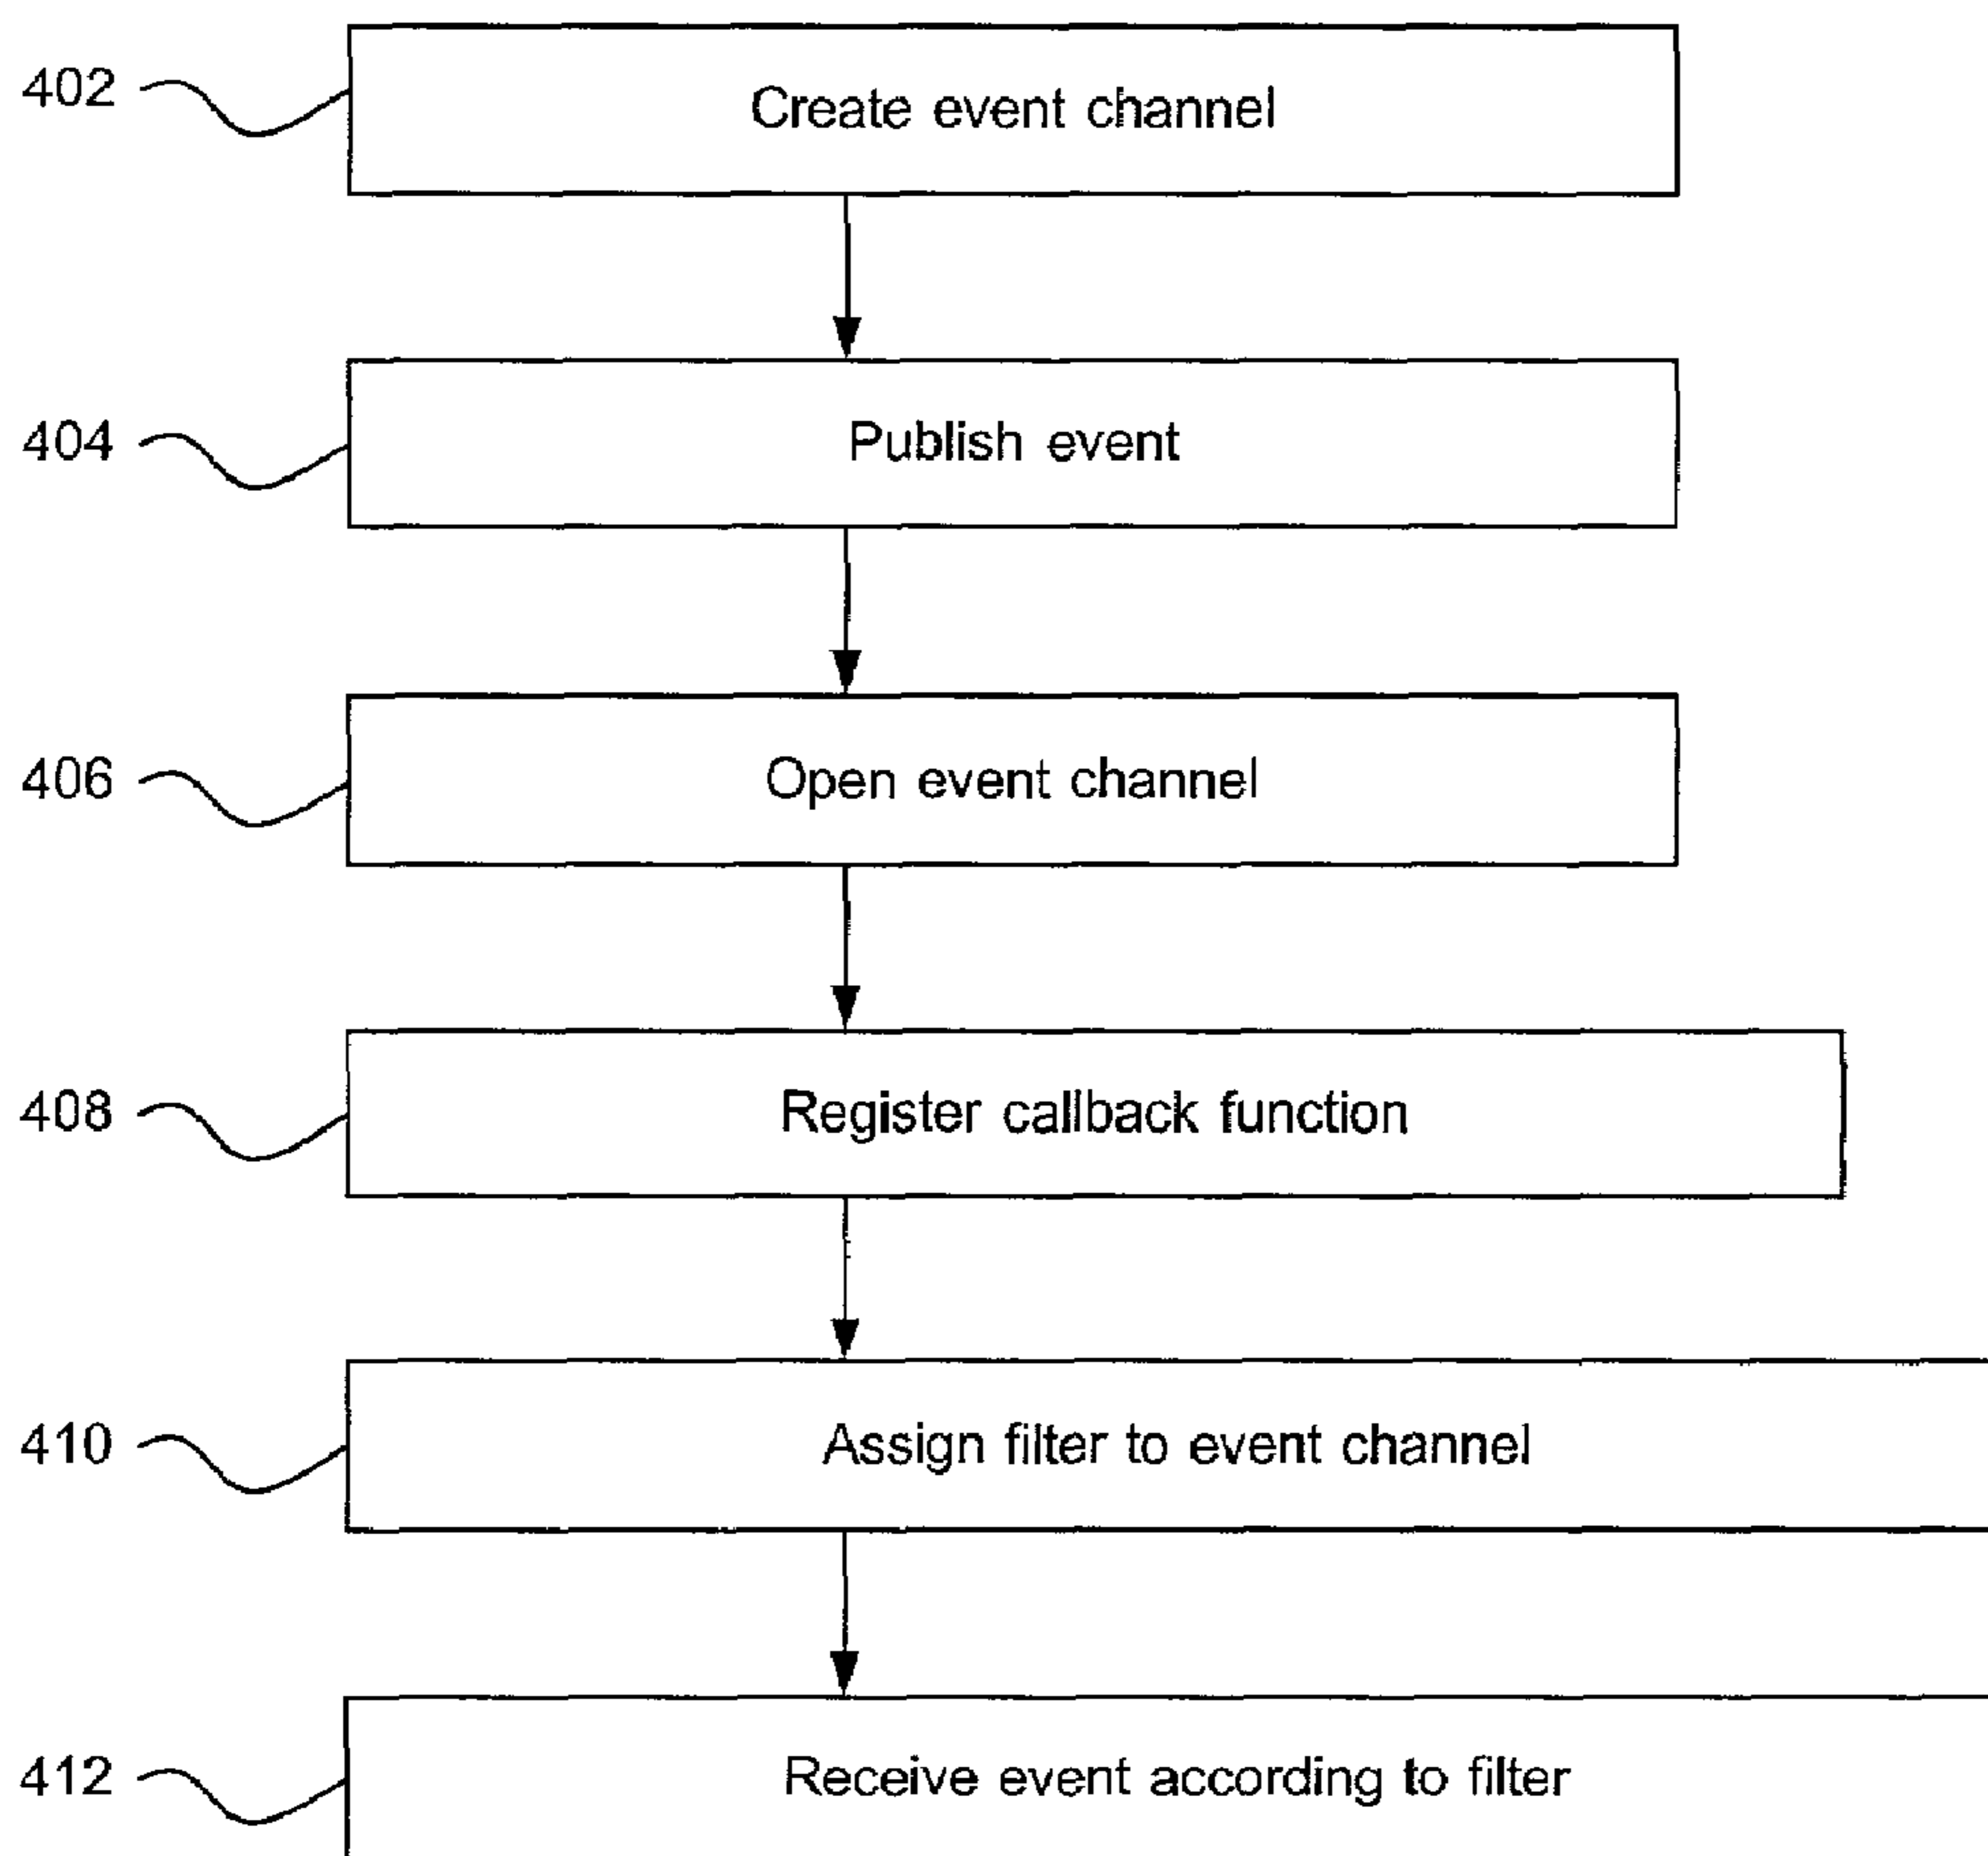 402 Create event channel
404 Publish event
406 Open event channel
408 Register callback function
410 Assign filter to event channel
412 Receive event according to filter